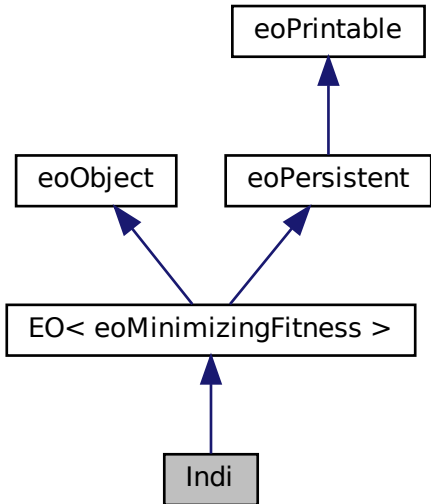 eoPrintable
eoObject
eoPersistent
EO< eoMinimizingFitness >
Indi